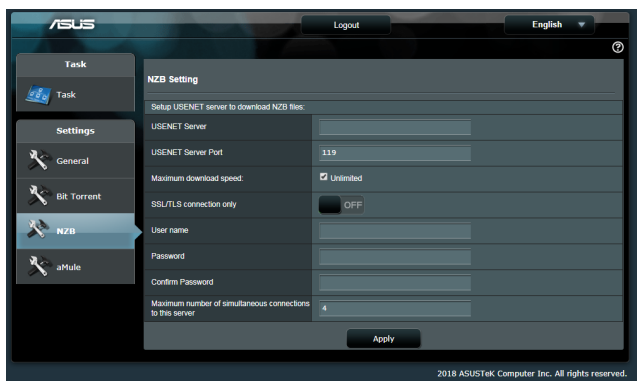 ASUS
Logout
English
Task
Task
Settings
General
Bit Torrent
NZB
aMule
NZB Setting
Setup USENET server to download NZB files:
USENET Server
USENET Server Port 119
Maximum download speed: Unlimited
SSL/TLS connection only OFF
User name
Password
Confirm Password
Maximum number of simultaneous connections
to this server 4
Apply
2018 ASUSTeK Computer Inc. All rights reserved.